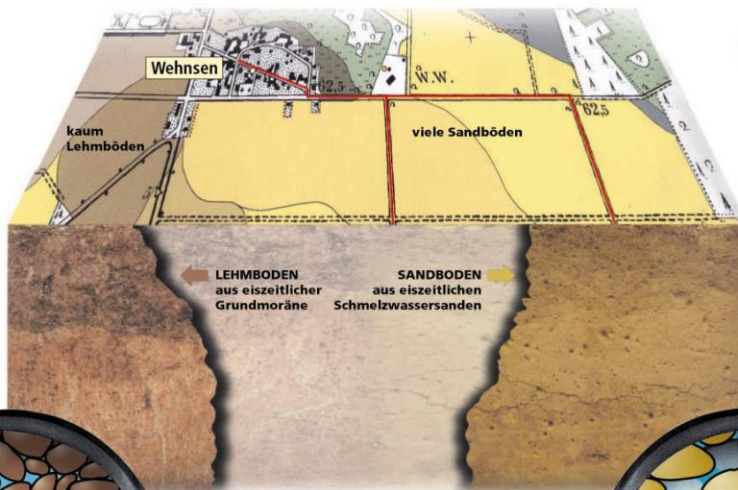 Wehnsen
62,5
W.W.
62,5
kaum
Lehmböden
viele Sandböden
LEHMBODEN
aus eiszeitlicher
Grundmoräne
SANDBODEN
aus eiszeitlichen
Schmelzwassersanden